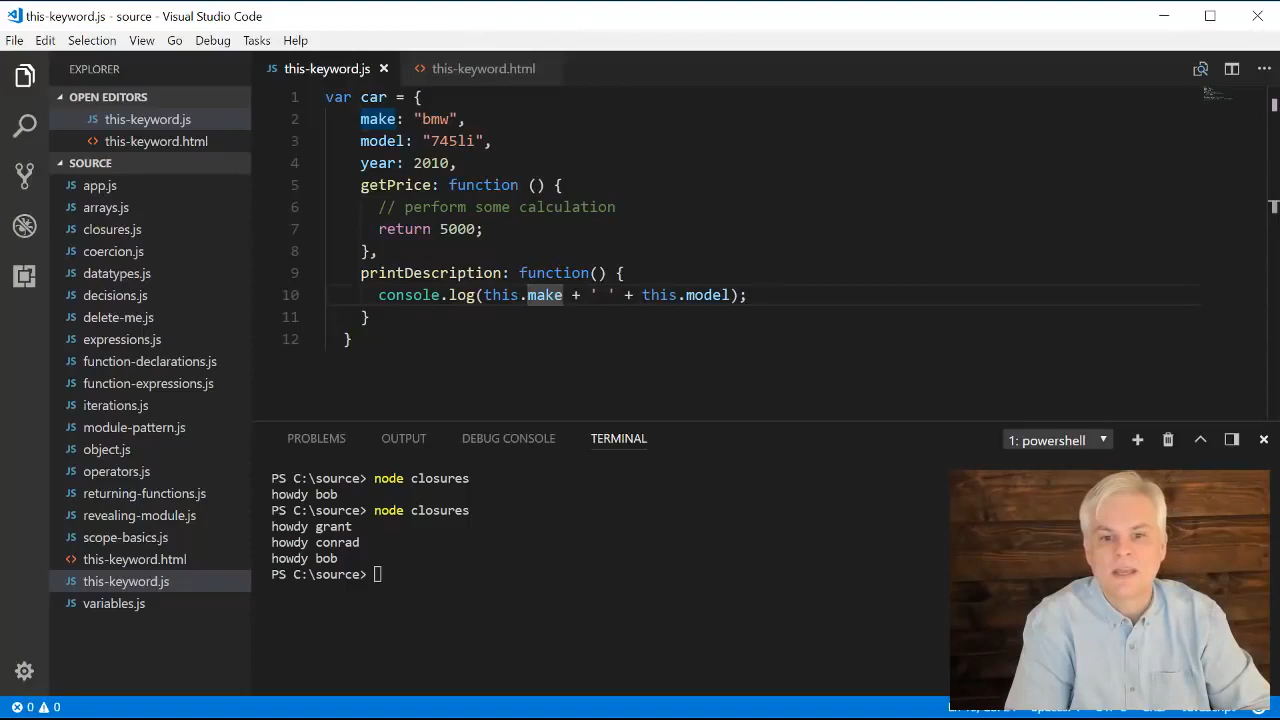 this-keyword.js - source - Visual Studio Code
File Edit Selection View Go Debug Tasks Help
EXPLORER
OPEN EDITORS
JS this-keyword.js
<> this-keyword.html
SOURCE
JS app.js
JS arrays.js
JS closures.js
JS coercion.js
JS datatypes.js
JS decisions.js
JS delete-me.js
JS expressions.js
JS function-declarations.js
JS function-expressions.js
JS iterations.js
JS module-pattern.js
JS object.js
JS operators.js
JS returning-functions.js
JS revealing-module.js
JS scope-basics.js
<> this-keyword.html
JS this-keyword.js
JS variables.js
JS this-keyword.js <> this-keyword.html
1 var car = {
2 make: "bmw",
3 model: "745li",
4 year: 2010,
5 getPrice: function () {
6 // perform some calculation
7 return 5000;
8 },
9 printDescription: function() {
10 console.log(this.make + ' ' + this.model);
11 }
12 }
PROBLEMS OUTPUT DEBUG CONSOLE TERMINAL 1: powershell
PS C:\source> node closures
howdy bob
PS C:\source> node closures
howdy grant
howdy conrad
howdy bob
PS C:\source>
0 0